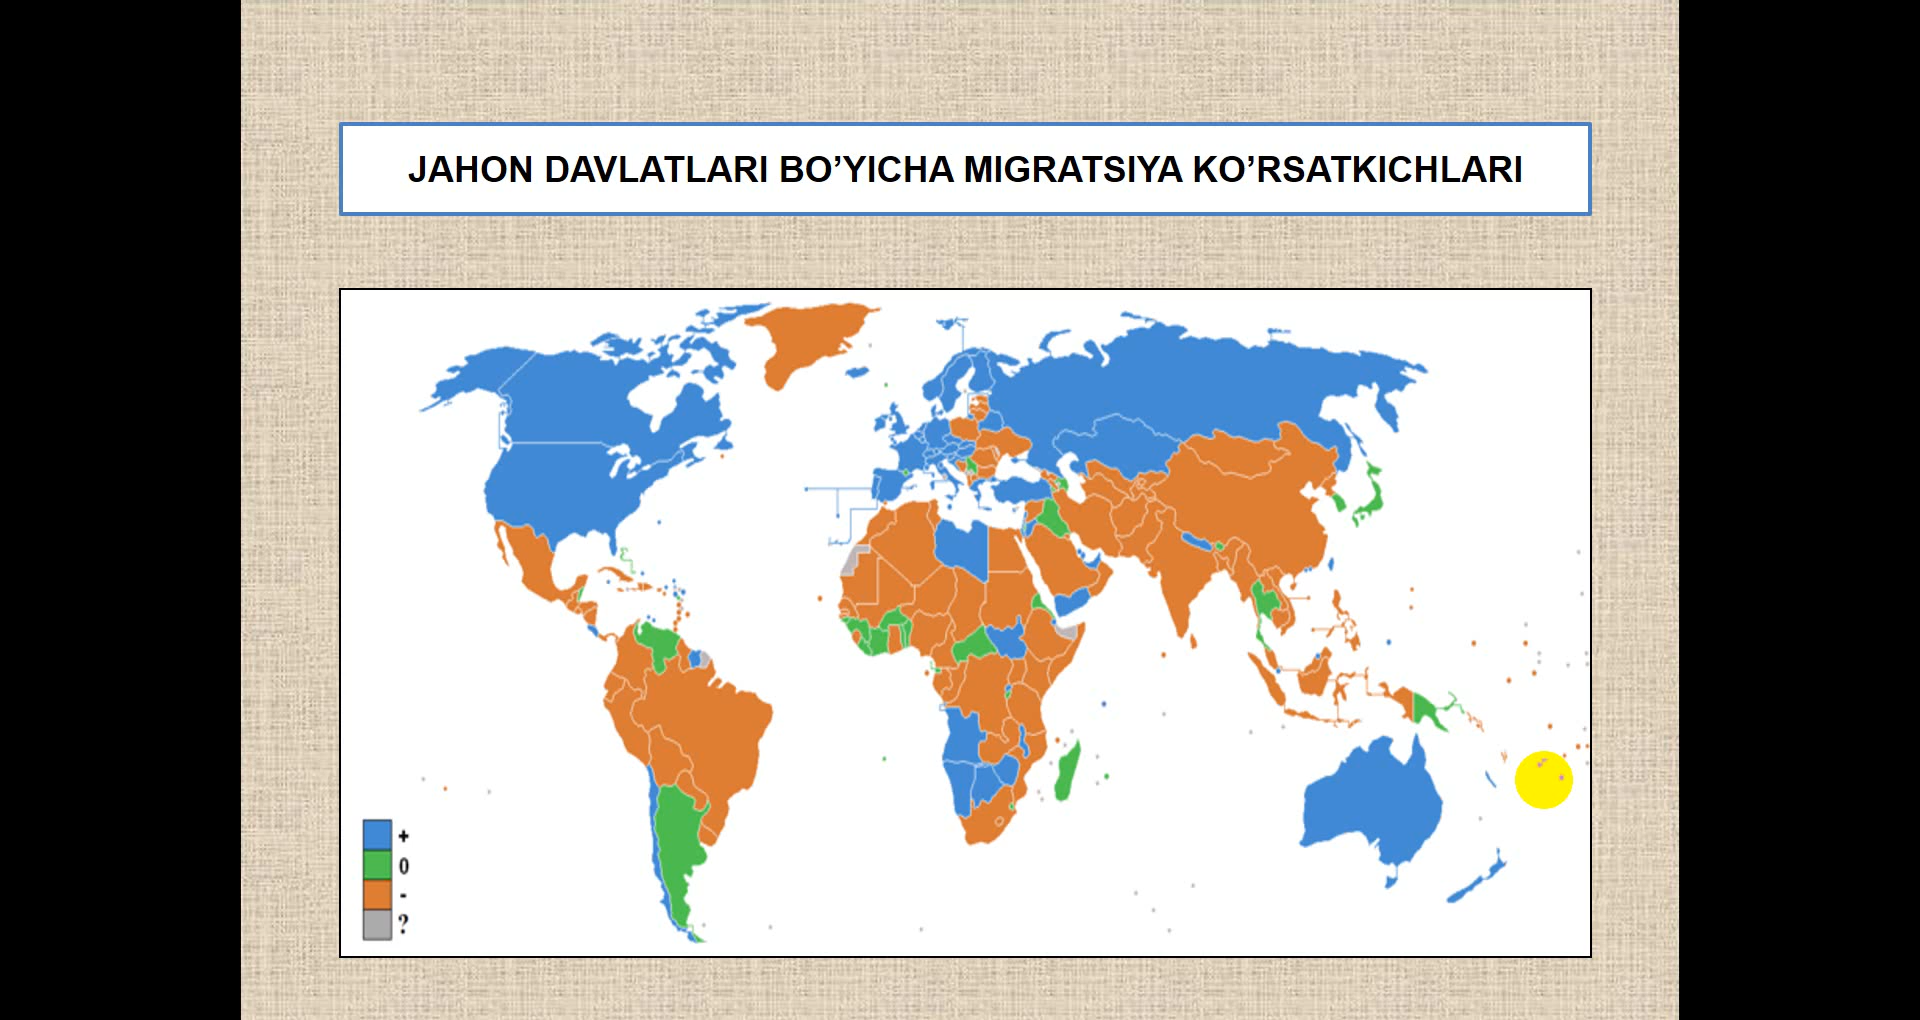 JAHON DAVLATLARI BO’YICHA MIGRATSIYA KO’RSATKICHLARI
+
0
-
?